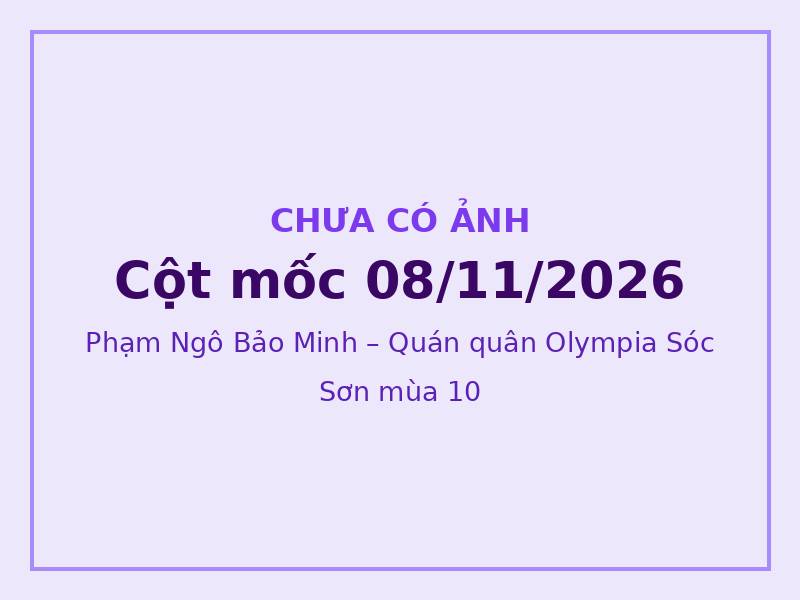 CHƯA CÓ ẢNH
Cột mốc 08/11/2026
Phạm Ngô Bảo Minh – Quán quân Olympia Sóc
Sơn mùa 10